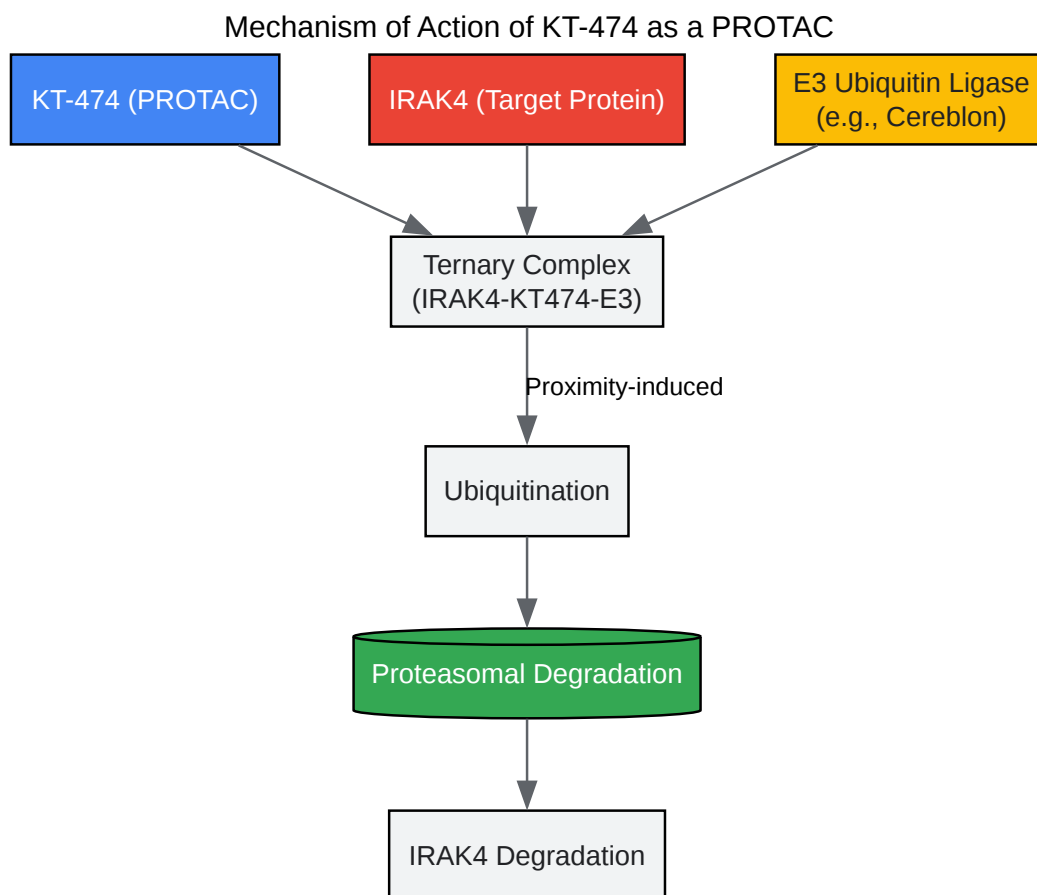 Mechanism of Action of KT-474 as a PROTAC
KT-474 (PROTAC)
IRAK4 (Target Protein)
E3 Ubiquitin Ligase
(e.g., Cereblon)
Ternary Complex
(IRAK4-KT474-E3)
Proximity-induced
Ubiquitination
Proteasomal Degradation
IRAK4 Degradation